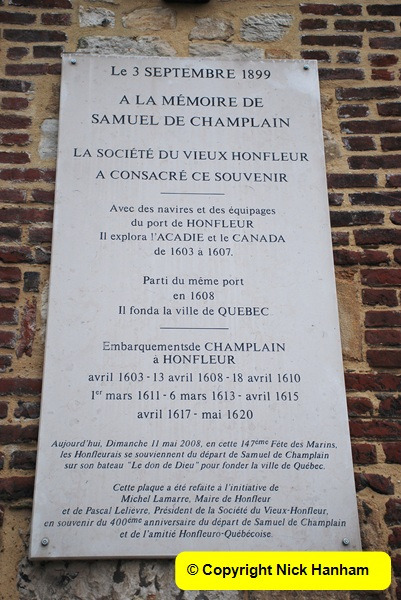 Le 3 SEPTEMBRE 1899
A LA MÉMOIRE DE
SAMUEL DE CHAMPLAIN
LA SOCIÉTÉ DU VIEUX HONFLEUR
A CONSACRÉ CE SOUVENIR
Avec des navires et des équipages
du port de HONFLEUR
Il explora l'ACADIE et le CANADA
de 1603 à 1607.
Parti du même port
en 1608
Il fonda la ville de QUEBEC
Embarquementsde CHAMPLAIN
à HONFLEUR
avril 1603 - 13 avril 1608 - 18 avril 1610
1er mars 1611 - 6 mars 1613 - avril 1615
avril 1617 - mai 1620
Aujourd'hui, Dimanche 11 mai 2008, en cette 147ème Fête des Marins,
les Honfleurais se souviennent du départ de Samuel de Champlain
sur son bateau "Le don de Dieu" pour fonder la ville de Québec.
Cette plaque a été refaite à l'initiative de
Michel Lamarre, Maire de Honfleur
et de Pascal Lelievre, Président de la Société du Vieux-Honfleur,
en souvenir du 400ème anniversaire du départ de Samuel de Champlain
et de l'amitié Honfleuro-Québécoise.
© Copyright Nick Hanham